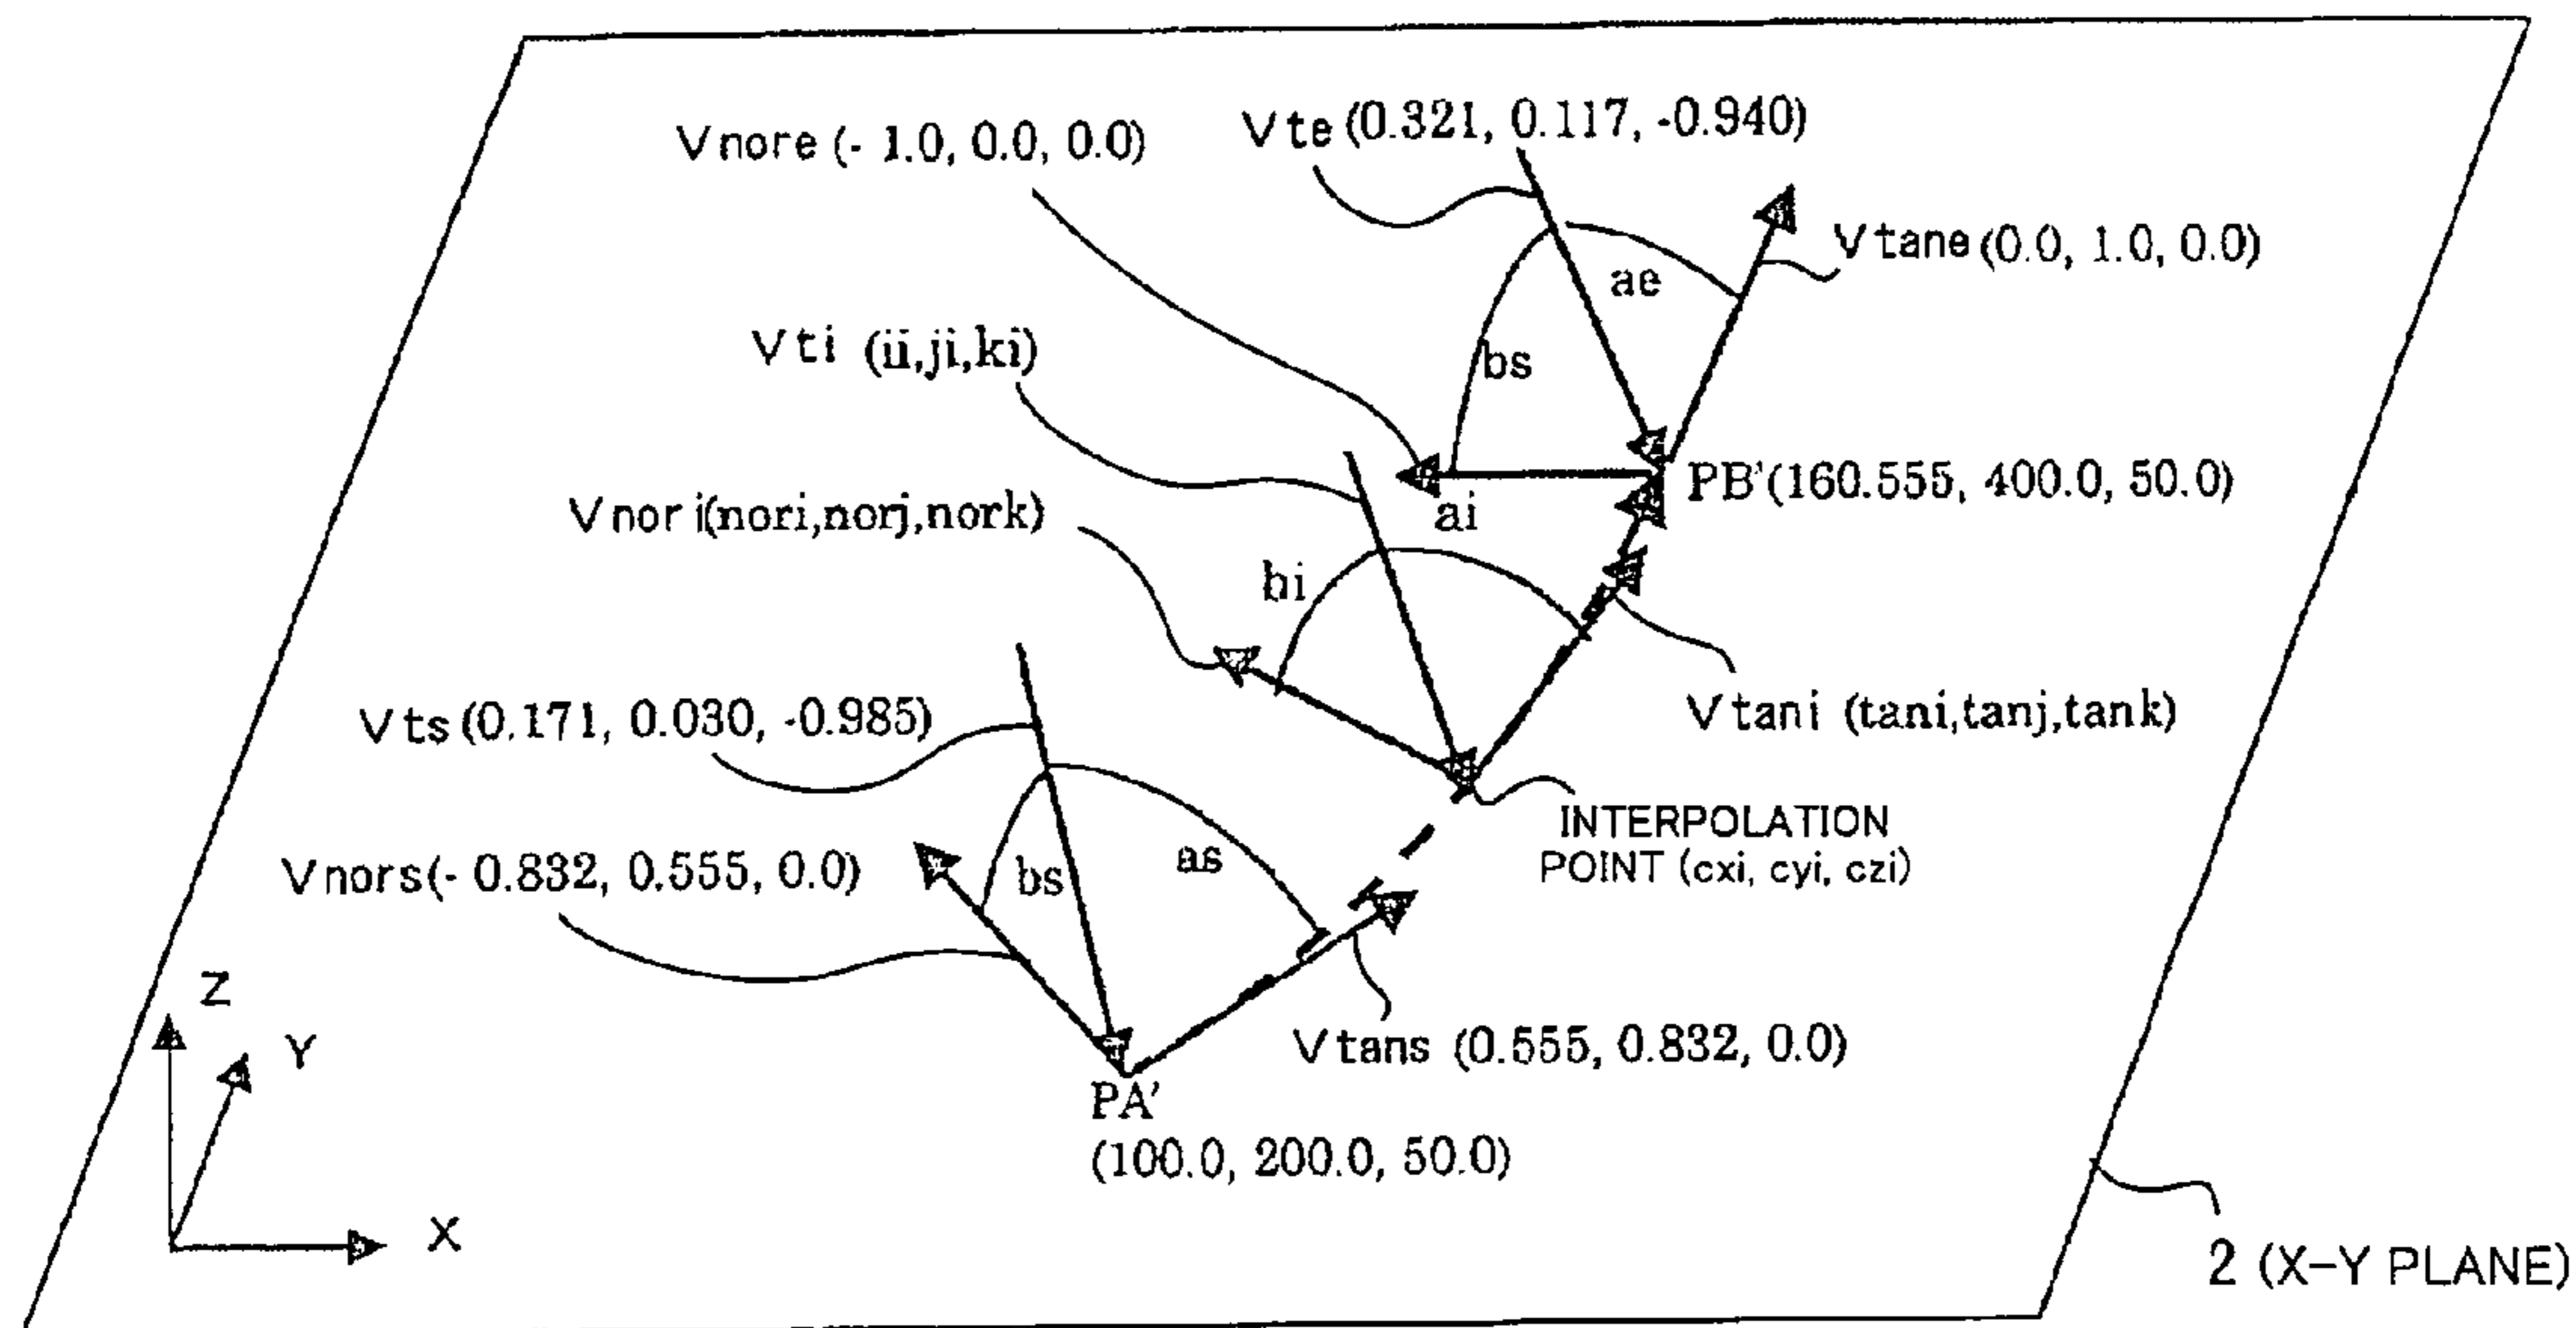 Vnore (- 1.0, 0.0, 0.0)
Vte (0.321, 0.117, -0.940)
Vtane (0.0, 1.0, 0.0)
ae
bs
Vti (ii,ji,ki)
PB'(160.555, 400.0, 50.0)
Vnori(nori,norj,nork)
ai
bi
Vtani (tani,tanj,tank)
Vts (0.171, 0.030, -0.985)
INTERPOLATION
POINT (cxi, cyi, czi)
Vnors(- 0.832, 0.555, 0.0)
bs
as
Vtans (0.555, 0.832, 0.0)
PA'
(100.0, 200.0, 50.0)
Z
Y
X
2 (X-Y PLANE)